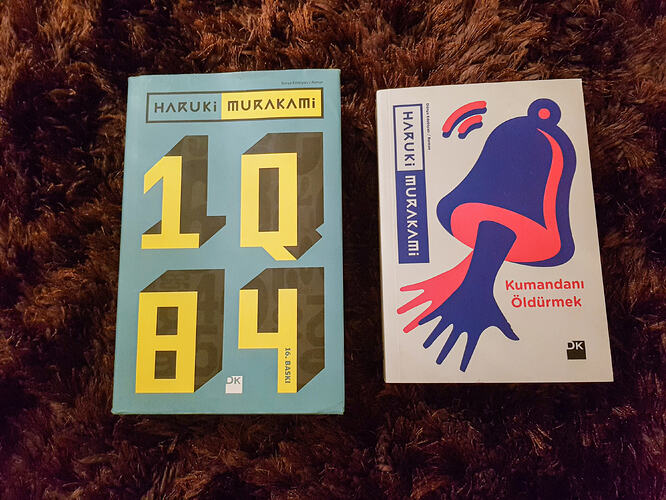 Dünya Edebiyatı / Roman
HARUKi MURAKAMi
1Q
84
16. BASKI
DK
Dünya Edebiyatı / Roman
HARUKi MURAKAMi
Kumandanı
Öldürmek
DK